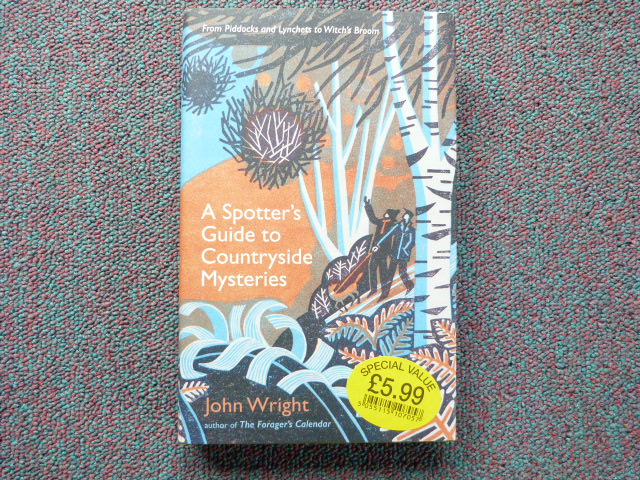 From Piddocks and Lynchets to Witch's Broom
A Spotter's
Guide to
Countryside
Mysteries
John Wright
author of The Forager's Calendar
SPECIAL VALUE
£5.99